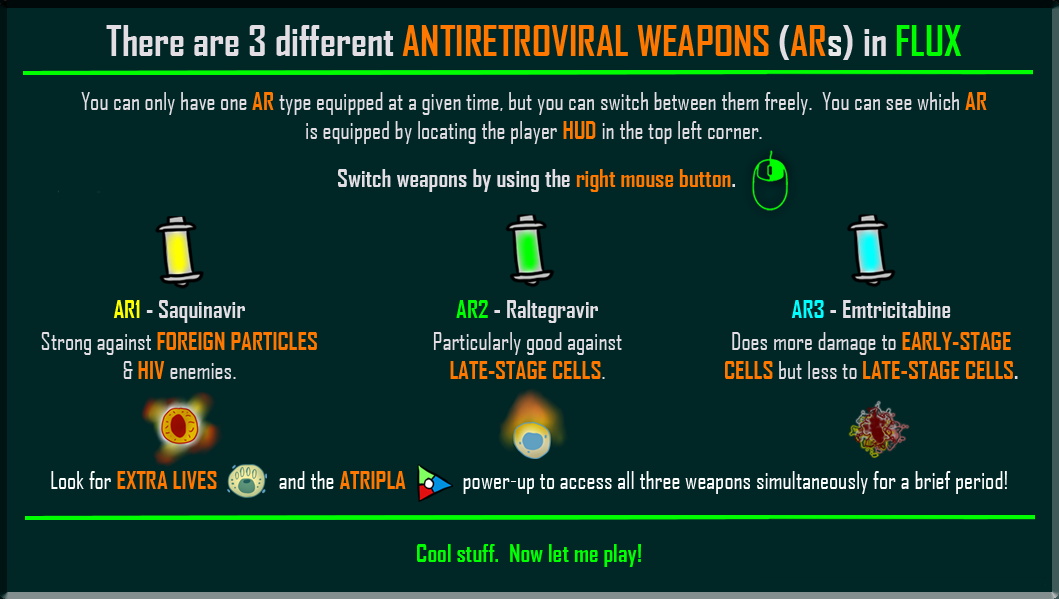 There are 3 different ANTIRETROVIRAL WEAPONS (ARs) in FLUX
You can only have one AR type equipped at a given time, but you can switch between them freely. You can see which AR
is equipped by locating the player HUD in the top left corner.
Switch weapons by using the right mouse button.
AR1 - Saquinavir
Strong against FOREIGN PARTICLES
& HIV enemies.
AR2 - Raltegravir
Particularly good against
LATE-STAGE CELLS.
AR3 - Emtricitabine
Does more damage to EARLY-STAGE
CELLS but less to LATE-STAGE CELLS.
Look for EXTRA LIVES and the ATRIPLA power-up to access all three weapons simultaneously for a brief period!
Cool stuff. Now let me play!